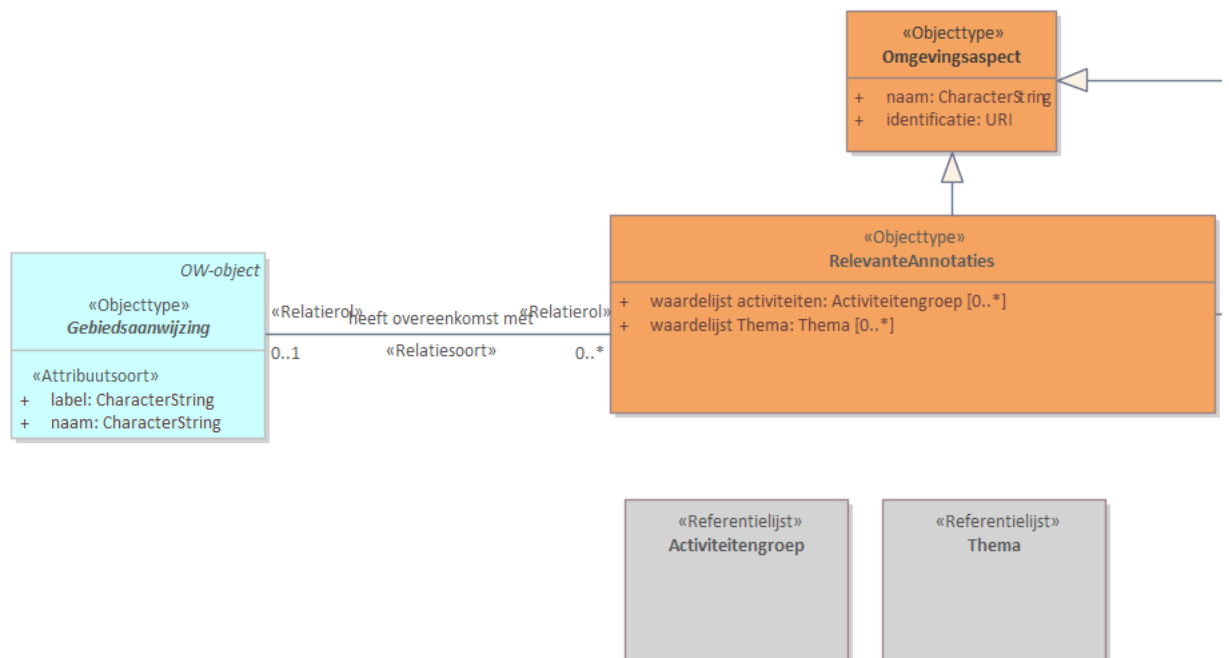 «Objecttype»
Omgevingsaspect
+ naam: CharacterString
+ identificatie: URI
«Objecttype»
RelevanteAnnotaties
+ waardelijst activiteiten: Activiteitengroep [0..*]
+ waardelijst Thema: Thema [0..*]
OW-object
«Objecttype»
Gebiedsaanwijzing
«Attribuutsoort»
+ label: CharacterString
+ naam: CharacterString
«Relatierol»
heeft overeenkomst met
«Relatierol»
0..1
«Relatiesoort»
0..*
«Referentielijst»
Activiteitengroep
«Referentielijst»
Thema